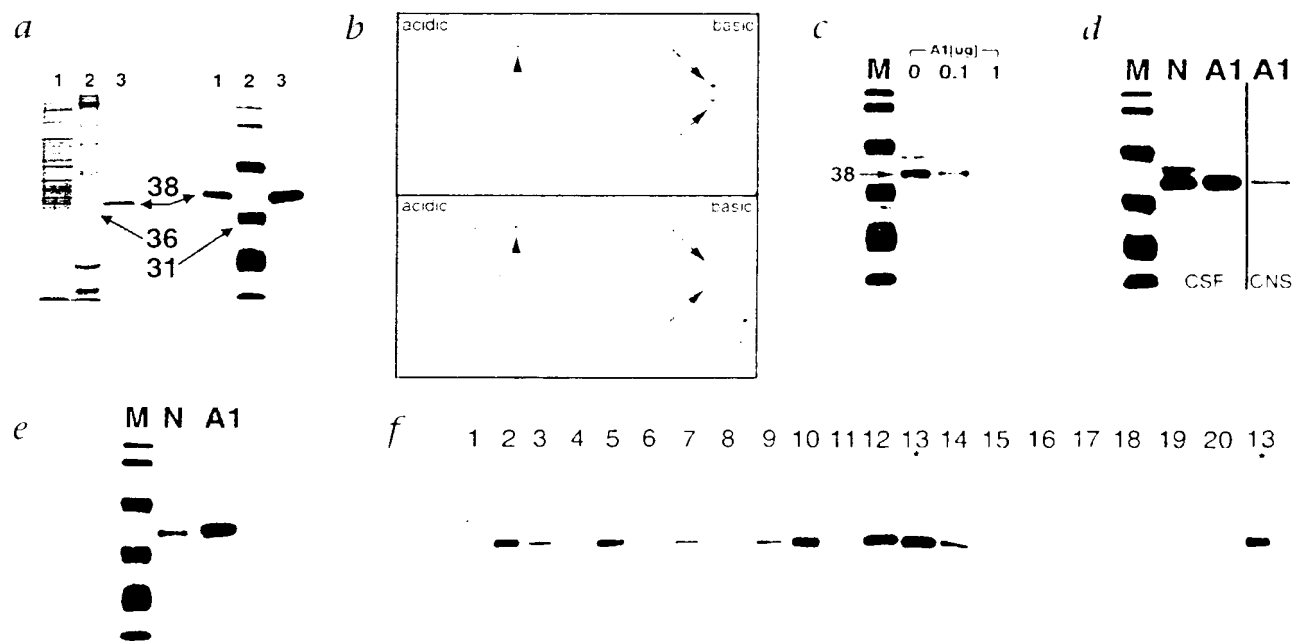 a
1 2 3
1 2 3
38
36
31
b
acidic basic
acidic basic
c
A1[ug]
M 0 0.1 1
38
d
M N A1 A1
CSF CNS
e
M N A1
f
1 2 3 4 5 6 7 8 9 10 11 12 13 14 15 16 17 18 19 20 13
* *